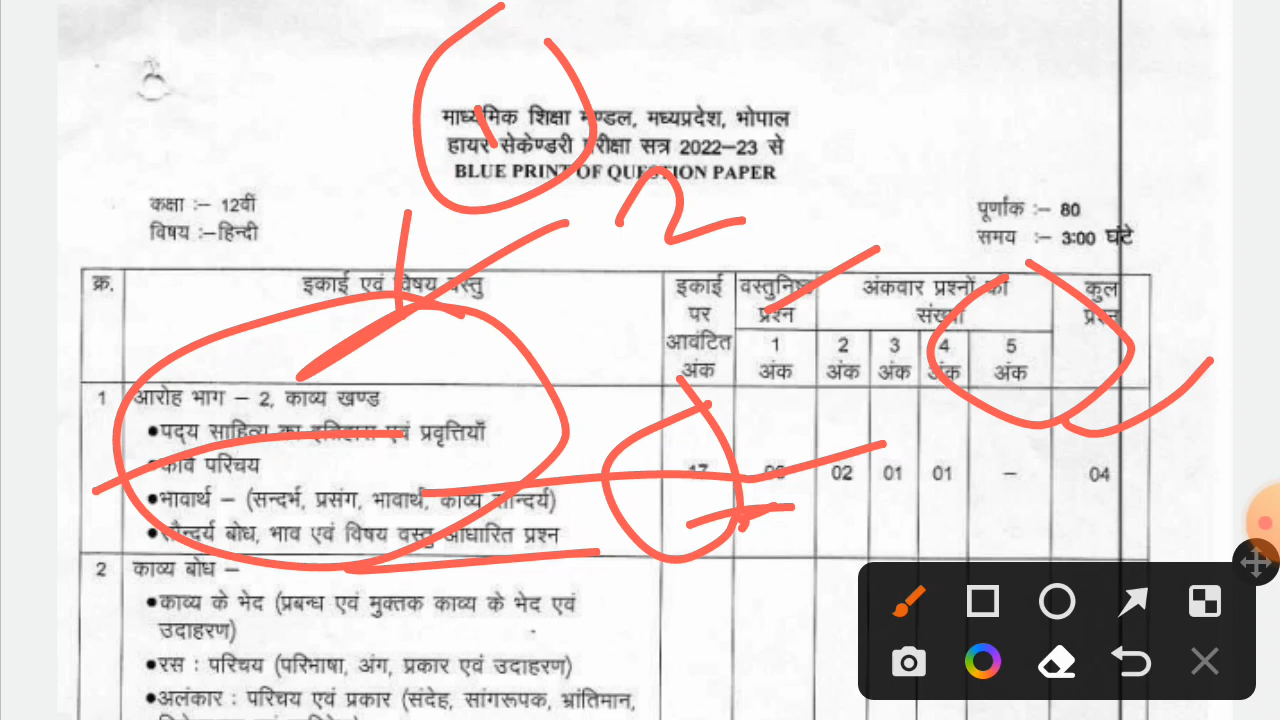 माध्यमिक शिक्षा मण्डल, मध्यप्रदेश, भोपाल
हायर सेकेण्डरी परीक्षा सत्र 2022–23 से
BLUE PRINT OF QUESTION PAPER
कक्षा :– 12वीं
पूर्णांक :– 80
विषय :–हिन्दी
समय :– 3:00 घंटे
2
क्र.
इकाई एवं विषय वस्तु
इकाई पर आवंटित अंक
वस्तुनिष्ठ प्रश्न
अंकवार प्रश्नों की संख्या
कुल प्रश्न
1 अंक
2 अंक
3 अंक
4 अंक
5 अंक
1 आरोह भाग – 2, काव्य खण्ड
•पद्य साहित्य का इतिहास एवं प्रवृत्तियाँ
•कवि परिचय
•भावार्थ – (सन्दर्भ, प्रसंग, भावार्थ, काव्य सौन्दर्य)
•सौन्दर्य बोध, भाव एवं विषय वस्तु आधारित प्रश्न
17 02 01 01 – 04
2 काव्य बोध –
•काव्य के भेद (प्रबन्ध एवं मुक्तक काव्य के भेद एवं
उदाहरण)
•रस : परिचय (परिभाषा, अंग, प्रकार एवं उदाहरण)
•अलंकार : परिचय एवं प्रकार (संदेह, सांगरूपक, भ्रांतिमान,